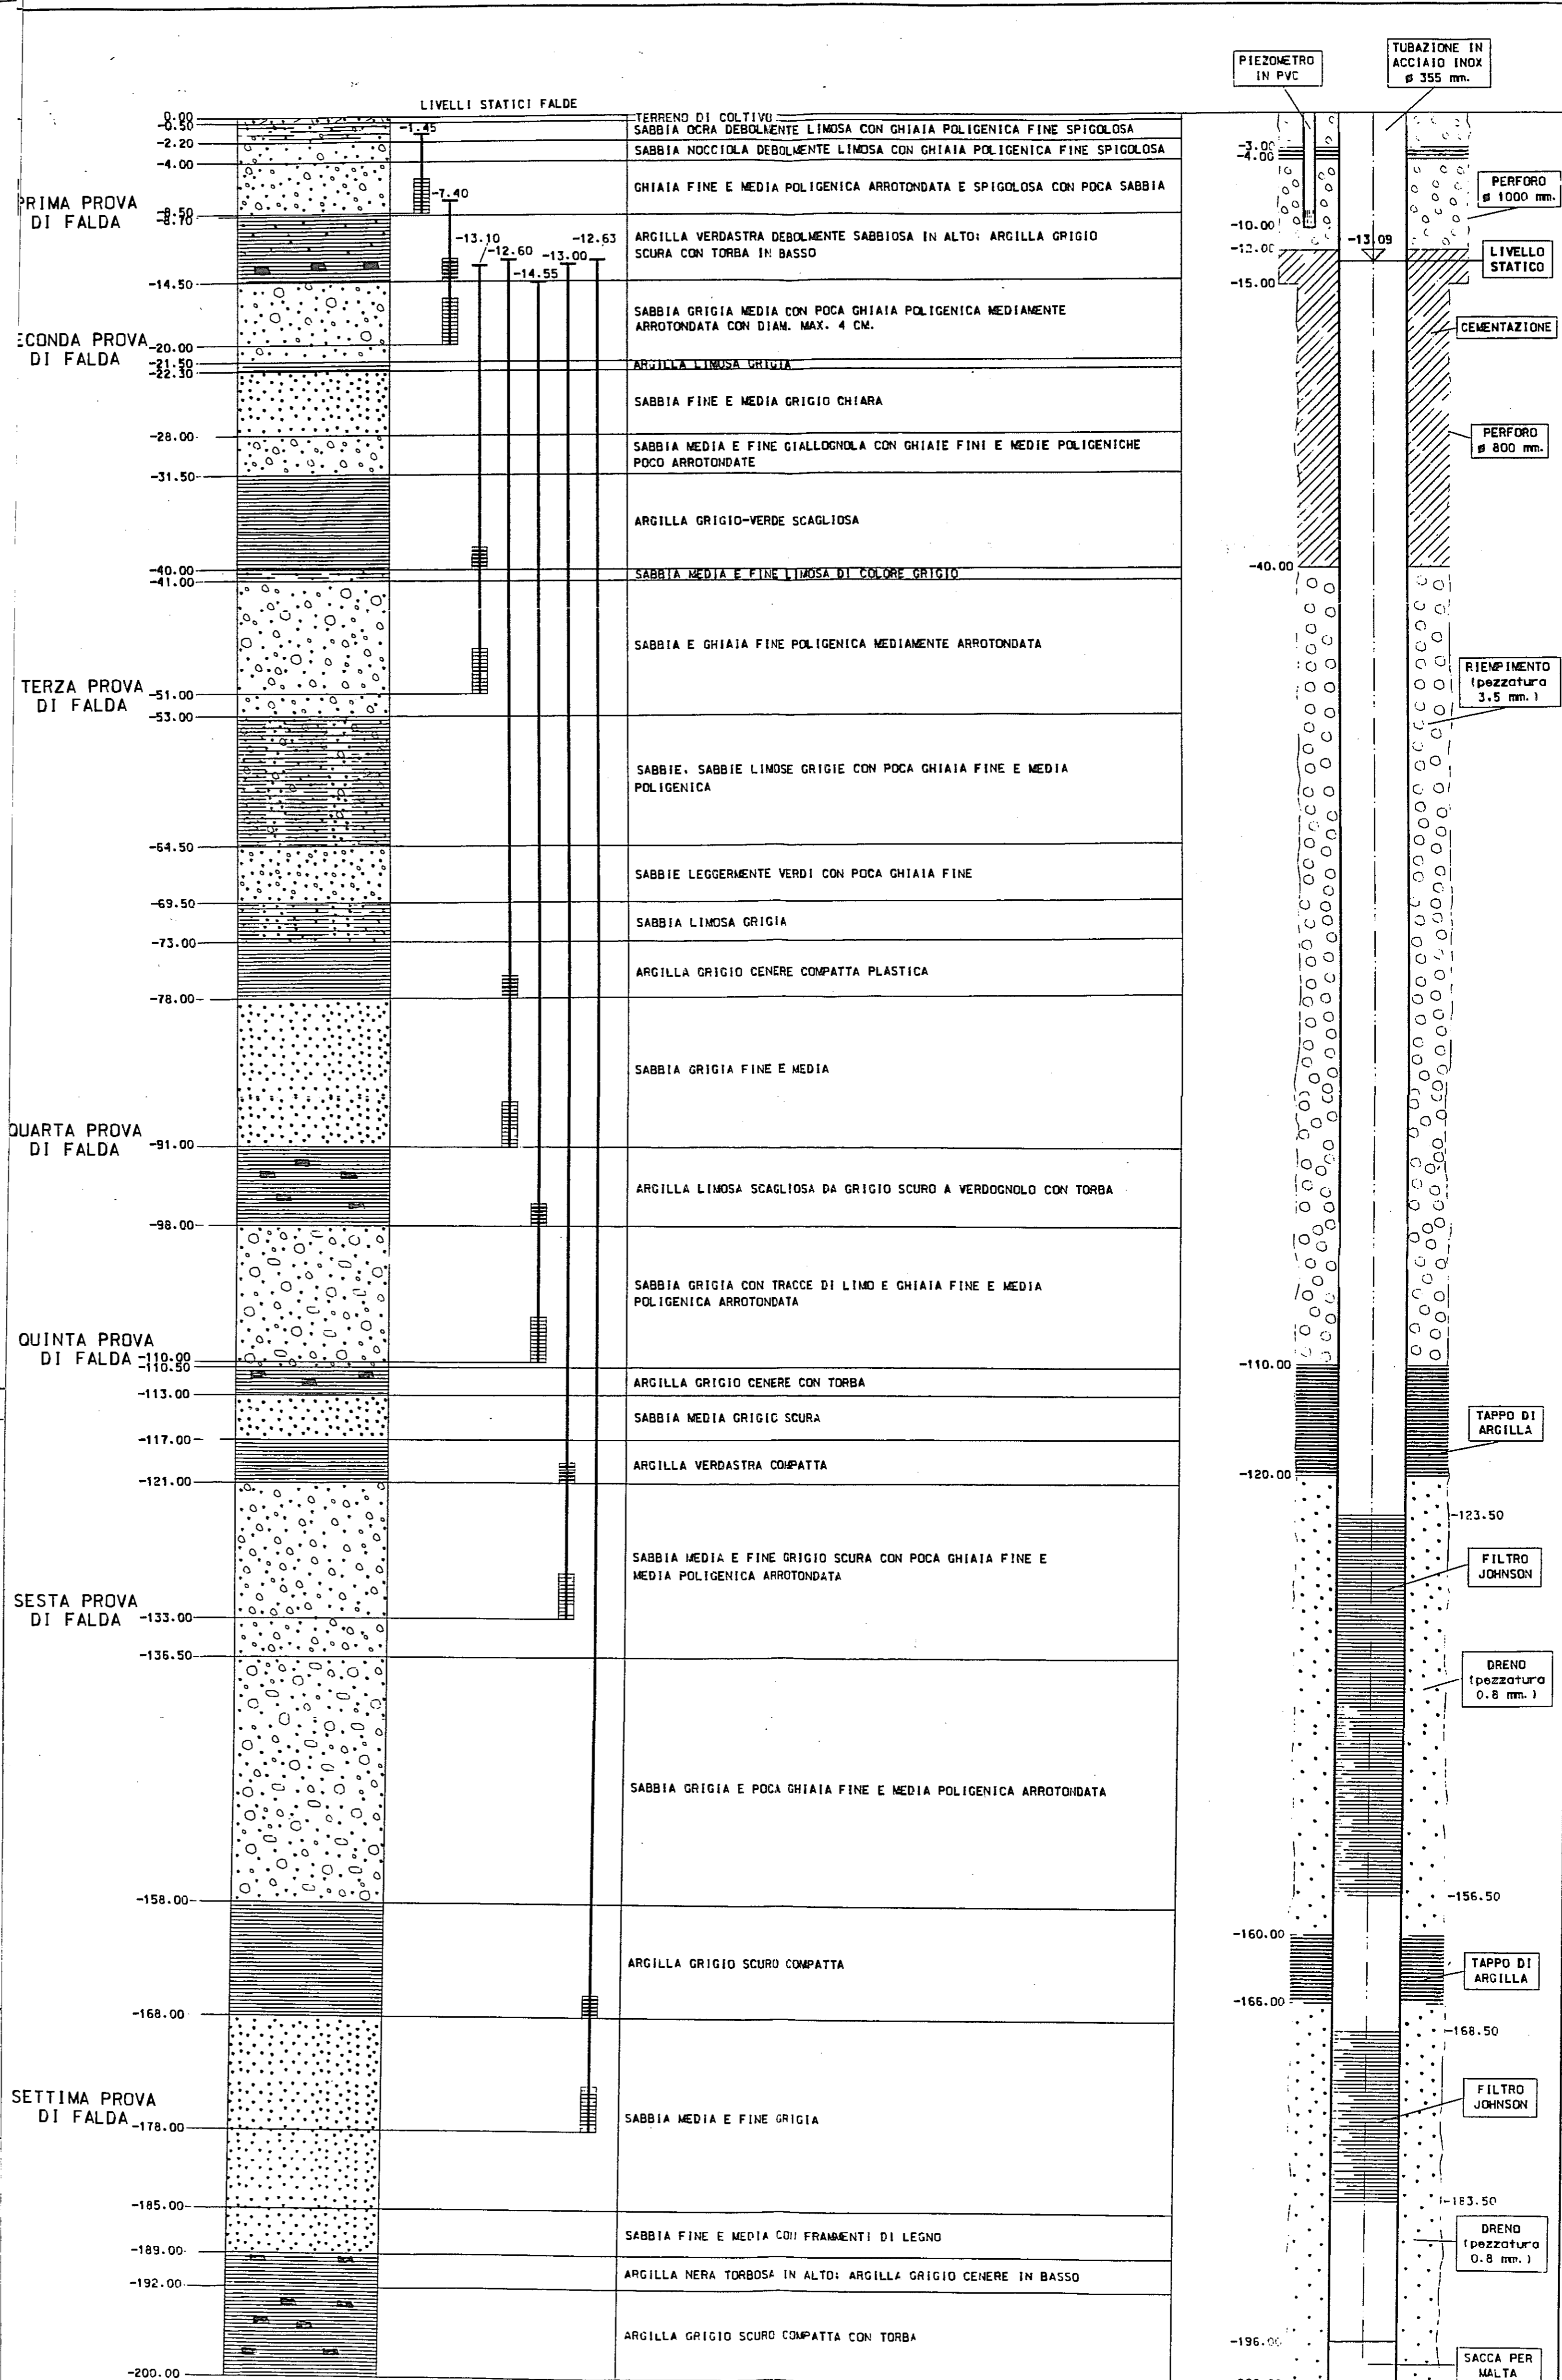 LIVELLI STATICI FALDE
PIEZOMETRO
IN PVC
TUBAZIONE IN
ACCIAIO INOX
ø 355 mm.
0.00
-0.50
-2.20
-4.00
-8.50
-14.50
-20.00
-21.50
-22.30
-28.00
-31.50
-40.00
-41.00
-51.00
-53.00
-64.50
-69.50
-73.00
-78.00
-91.00
-98.00
-110.00
-110.50
-113.00
-117.00
-121.00
-133.00
-136.50
-158.00
-168.00
-178.00
-185.00
-189.00
-192.00
-200.00
PRIMA PROVA
DI FALDA
ECONDA PROVA
DI FALDA
TERZA PROVA
DI FALDA
QUARTA PROVA
DI FALDA
QUINTA PROVA
DI FALDA
SESTA PROVA
DI FALDA
SETTIMA PROVA
DI FALDA
-1.45
-7.40
-13.10
-12.60
-14.55
-13.00
-12.63
TERRENO DI COLTIVO
SABBIA OCRA DEBOLMENTE LIMOSA CON GHIAIA POLIGENICA FINE SPIGOLOSA
SABBIA NOCCIOLA DEBOLMENTE LIMOSA CON GHIAIA POLIGENICA FINE SPIGOLOSA
GHIAIA FINE E MEDIA POLIGENICA ARROTONDATA E SPIGOLOSA CON POCA SABBIA
ARGILLA VERDASTRA DEBOLMENTE SABBIOSA IN ALTO: ARGILLA GRIGIO
SCURA CON TORBA IN BASSO
SABBIA GRIGIA MEDIA CON POCA GHIAIA POLIGENICA MEDIAMENTE
ARROTONDATA CON DIAM. MAX. 4 CM.
ARGILLA LIMOSA GRIGIA
SABBIA FINE E MEDIA GRIGIO CHIARA
SABBIA MEDIA E FINE GIALLOGNOLA CON GHIAIE FINI E MEDIE POLIGENICHE
POCO ARROTONDATE
ARGILLA GRIGIO-VERDE SCAGLIOSA
SABBIA MEDIA E FINE LIMOSA DI COLORE GRIGIO
SABBIA E GHIAIA FINE POLIGENICA MEDIAMENTE ARROTONDATA
SABBIE. SABBIE LIMOSE GRIGIE CON POCA GHIAIA FINE E MEDIA
POLIGENICA
SABBIE LEGGERMENTE VERDI CON POCA GHIAIA FINE
SABBIA LIMOSA GRIGIA
ARGILLA GRIGIO CENERE COMPATTA PLASTICA
SABBIA GRIGIA FINE E MEDIA
ARGILLA LIMOSA SCAGLIOSA DA GRIGIO SCURO A VERDOGNOLO CON TORBA
SABBIA GRIGIA CON TRACCE DI LIMO E GHIAIA FINE E MEDIA
POLIGENICA ARROTONDATA
ARGILLA GRIGIO CENERE CON TORBA
SABBIA MEDIA GRIGIO SCURA
ARGILLA VERDASTRA COMPATTA
SABBIA MEDIA E FINE GRIGIO SCURA CON POCA GHIAIA FINE E
MEDIA POLIGENICA ARROTONDATA
SABBIA GRIGIA E POCA GHIAIA FINE E MEDIA POLIGENICA ARROTONDATA
ARGILLA GRIGIO SCURO COMPATTA
SABBIA MEDIA E FINE GRIGIA
SABBIA FINE E MEDIA CON FRAMMENTI DI LEGNO
ARGILLA NERA TORBOSA IN ALTO: ARGILLA GRIGIO CENERE IN BASSO
ARGILLA GRIGIO SCURO COMPATTA CON TORBA
-3.00
-4.00
-10.00
-12.00
-15.00
-40.00
-110.00
-120.00
-160.00
-166.00
-196.00
-13.09
PERFORO
ø 1000 mm.
LIVELLO
STATICO
CEMENTAZIONE
PERFORO
ø 800 mm.
RIEMPIMENTO
(pezzatura
3.5 mm.)
TAPPO DI
ARGILLA
-123.50
FILTRO
JOHNSON
DRENO
(pezzatura
0.8 mm.)
-156.50
TAPPO DI
ARGILLA
-168.50
FILTRO
JOHNSON
-183.50
DRENO
(pezzatura
0.8 mm.)
SACCA PER
MALTA